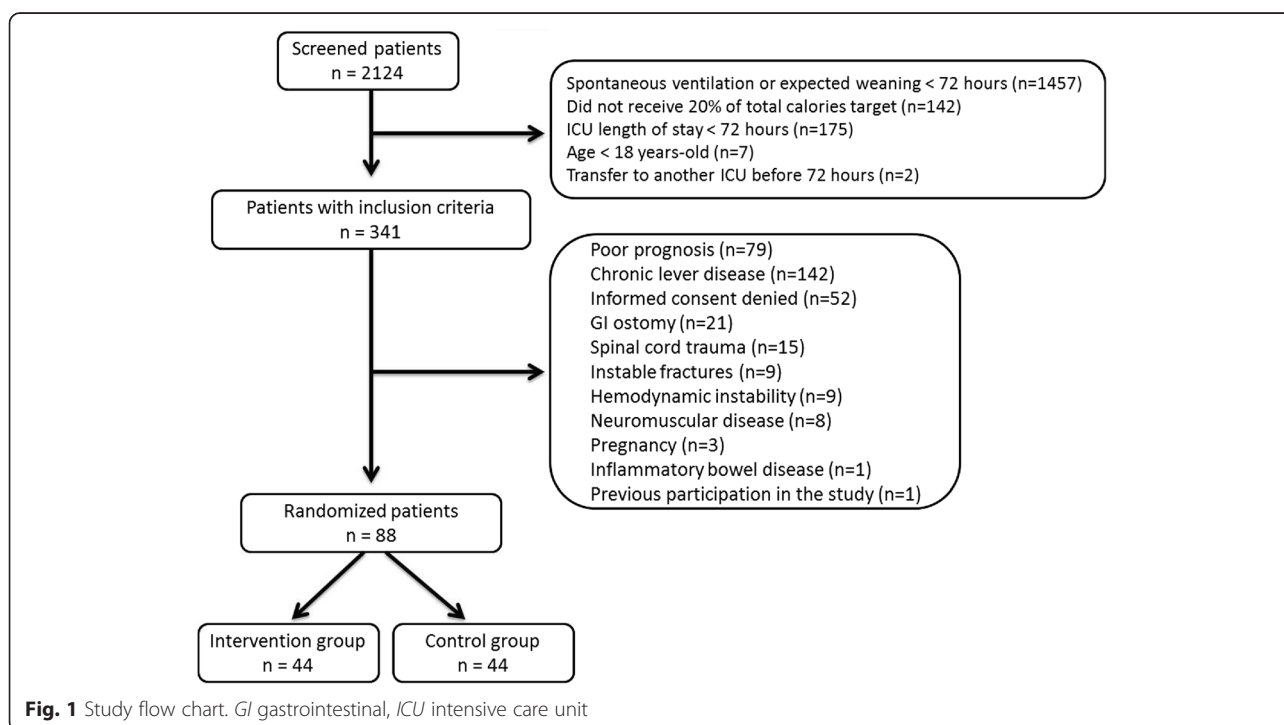 Screened patients
n = 2124
Spontaneous ventilation or expected weaning < 72 hours (n=1457)
Did not receive 20% of total calories target (n=142)
ICU length of stay < 72 hours (n=175)
Age < 18 years-old (n=7)
Transfer to another ICU before 72 hours (n=2)
Patients with inclusion criteria
n = 341
Poor prognosis (n=79)
Chronic lever disease (n=142)
Informed consent denied (n=52)
GI ostomy (n=21)
Spinal cord trauma (n=15)
Instable fractures (n=9)
Hemodynamic instability (n=9)
Neuromuscular disease (n=8)
Pregnancy (n=3)
Inflammatory bowel disease (n=1)
Previous participation in the study (n=1)
Randomized patients
n = 88
Intervention group
n = 44
Control group
n = 44
Fig. 1 Study flow chart. GI gastrointestinal, ICU intensive care unit